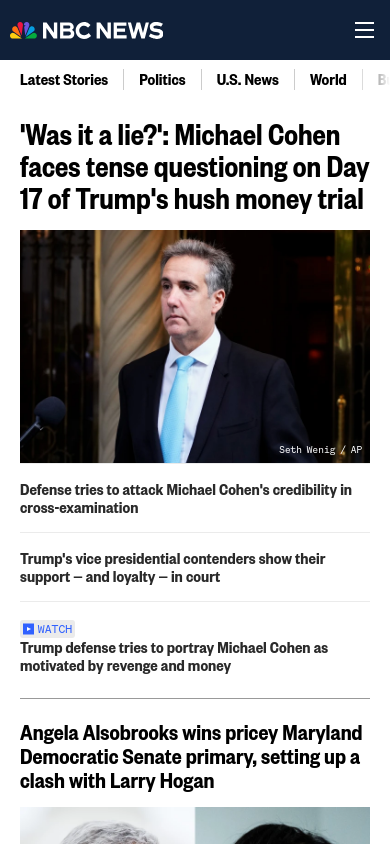 NBC NEWS
Latest Stories
Politics
U.S. News
World
'Was it a lie?': Michael Cohen
faces tense questioning on Day
17 of Trump's hush money trial
Seth Wenig / AP
Defense tries to attack Michael Cohen's credibility in
cross-examination
Trump's vice presidential contenders show their
support — and loyalty — in court
WATCH
Trump defense tries to portray Michael Cohen as
motivated by revenge and money
Angela Alsobrooks wins pricey Maryland
Democratic Senate primary, setting up a
clash with Larry Hogan